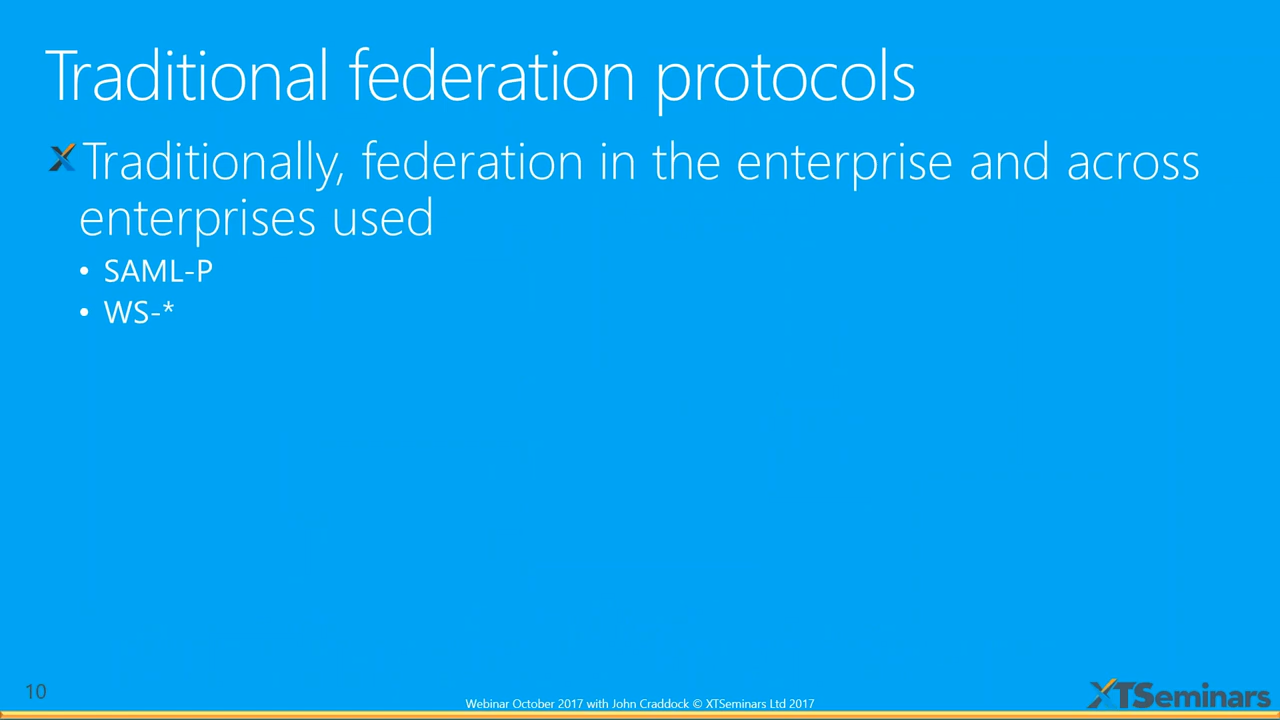 Traditional federation protocols
Traditionally, federation in the enterprise and across
enterprises used
• SAML-P
• WS-*
10
Webinar October 2017 with John Craddock © XTSeminars Ltd 2017
XTSeminars